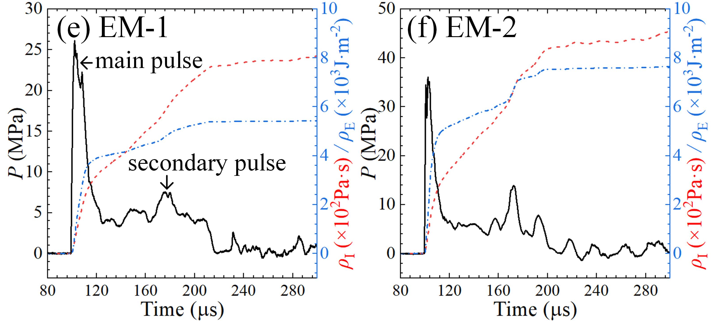 (e) EM-1
main pulse
secondary pulse
P (MPa)
30
25
20
15
10
5
0
80 120 160 200 240 280
Time (μs)
10
8
6
4
2
0
ρI (×10²Pa·s) /ρE (×10³J·m⁻²)
(f) EM-2
P (MPa)
50
40
30
20
10
0
80 120 160 200 240 280
Time (μs)
10
8
6
4
2
0
ρI (×10²Pa·s) /ρE (×10³J·m⁻²)